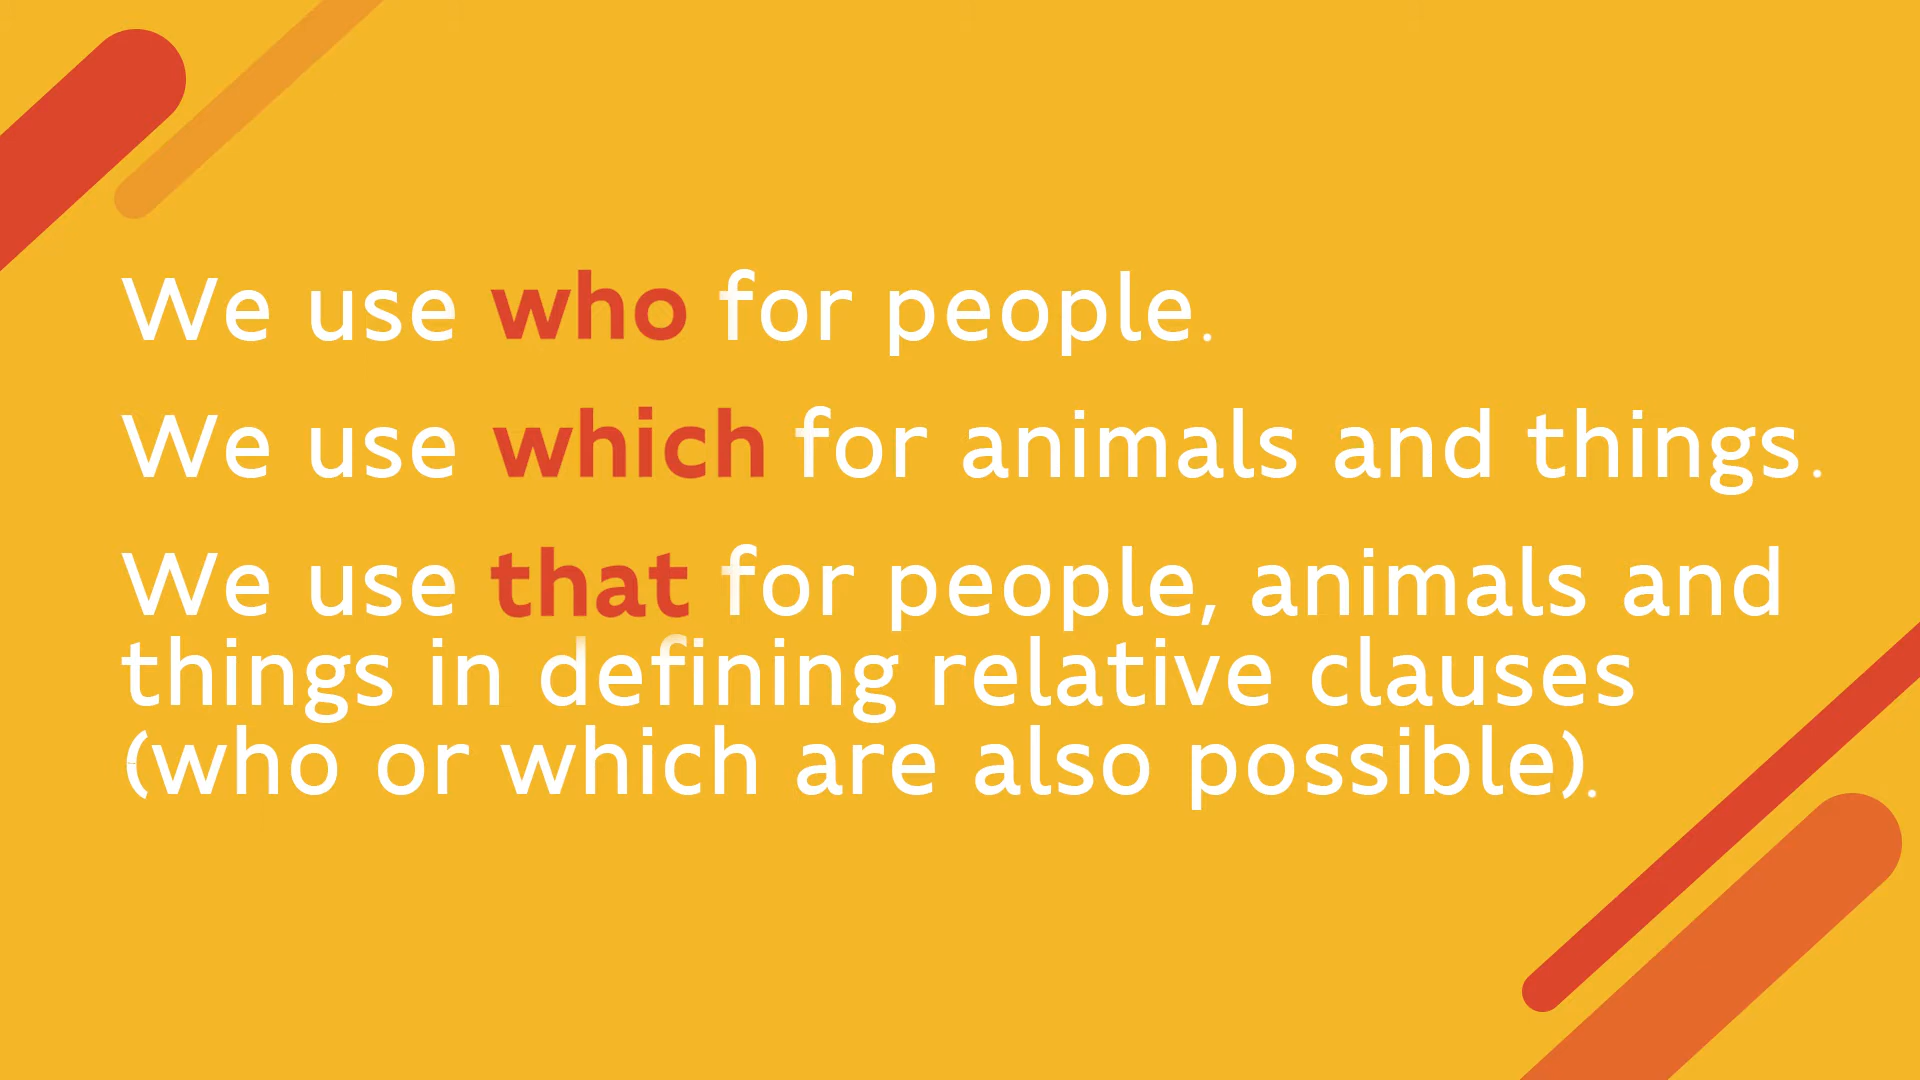 We use who for people.
We use which for animals and things.
We use that for people, animals and
things in defining relative clauses
(who or which are also possible).